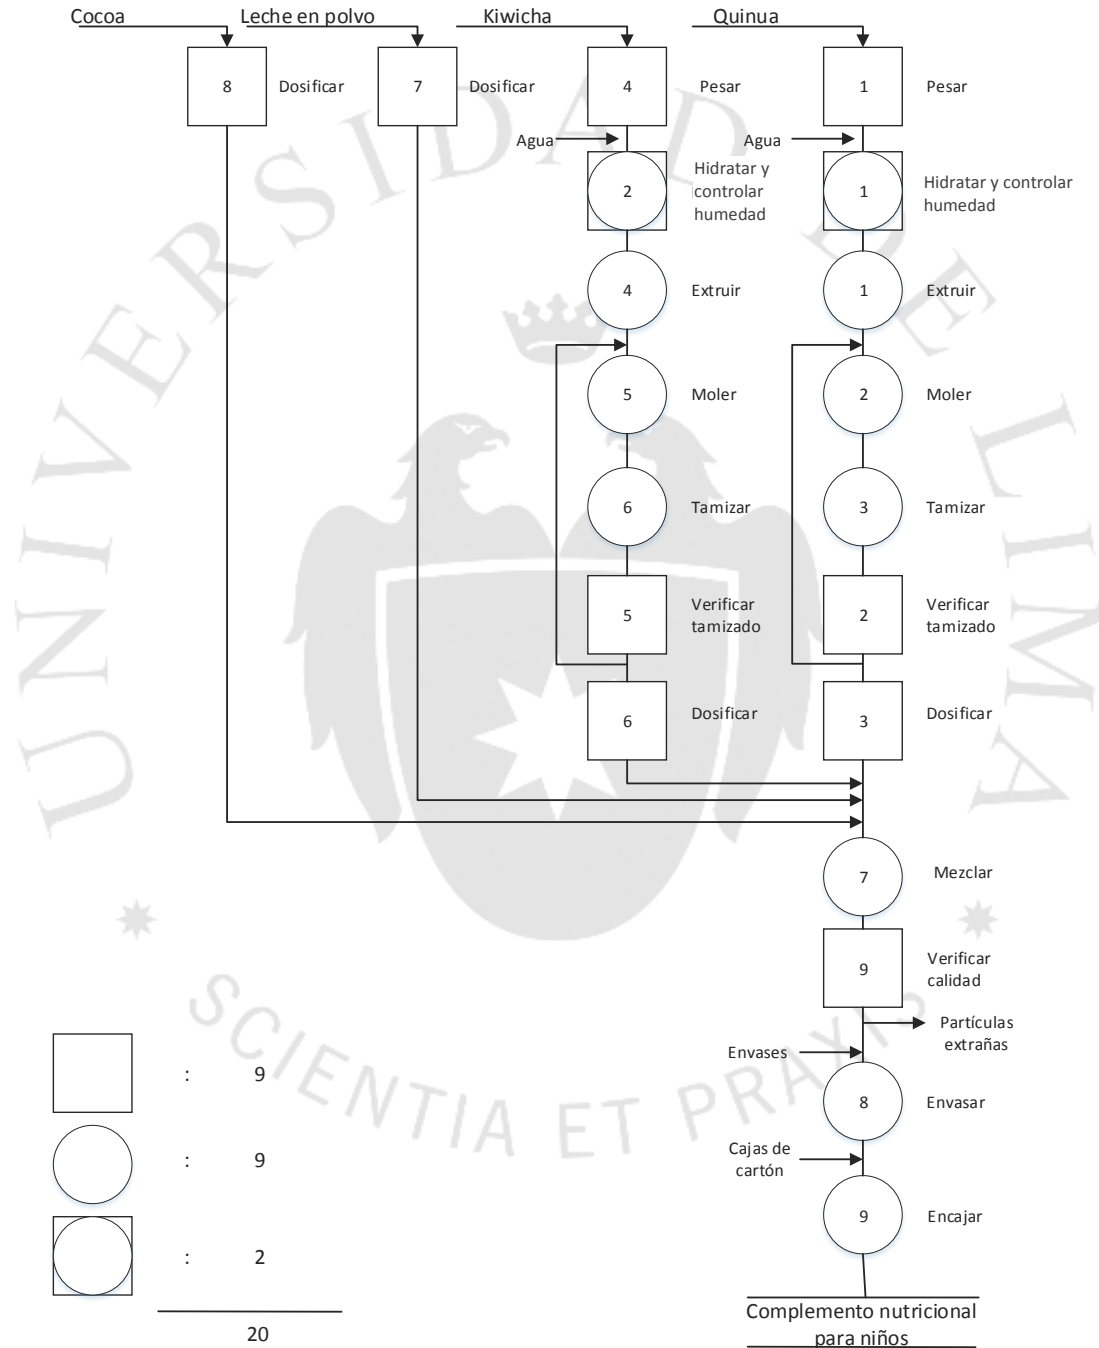 Cocoa
Leche en polvo
Kiwicha
Quinua
8
Dosificar
7
Dosificar
4
Pesar
1
Pesar
Agua
Agua
2
Hidratar y
controlar
humedad
1
Hidratar y controlar
humedad
4
Extruir
1
Extruir
5
Moler
2
Moler
6
Tamizar
3
Tamizar
5
Verificar
tamizado
2
Verificar
tamizado
6
Dosificar
3
Dosificar
7
Mezclar
9
Verificar
calidad
Partículas
extrañas
Envases
8
Envasar
Cajas de
cartón
9
Encajar
Complemento nutricional
para niños
: 9
: 9
: 2
20
UNIVERSIDAD DE LIMA
SCIENTIA ET PRAXIS